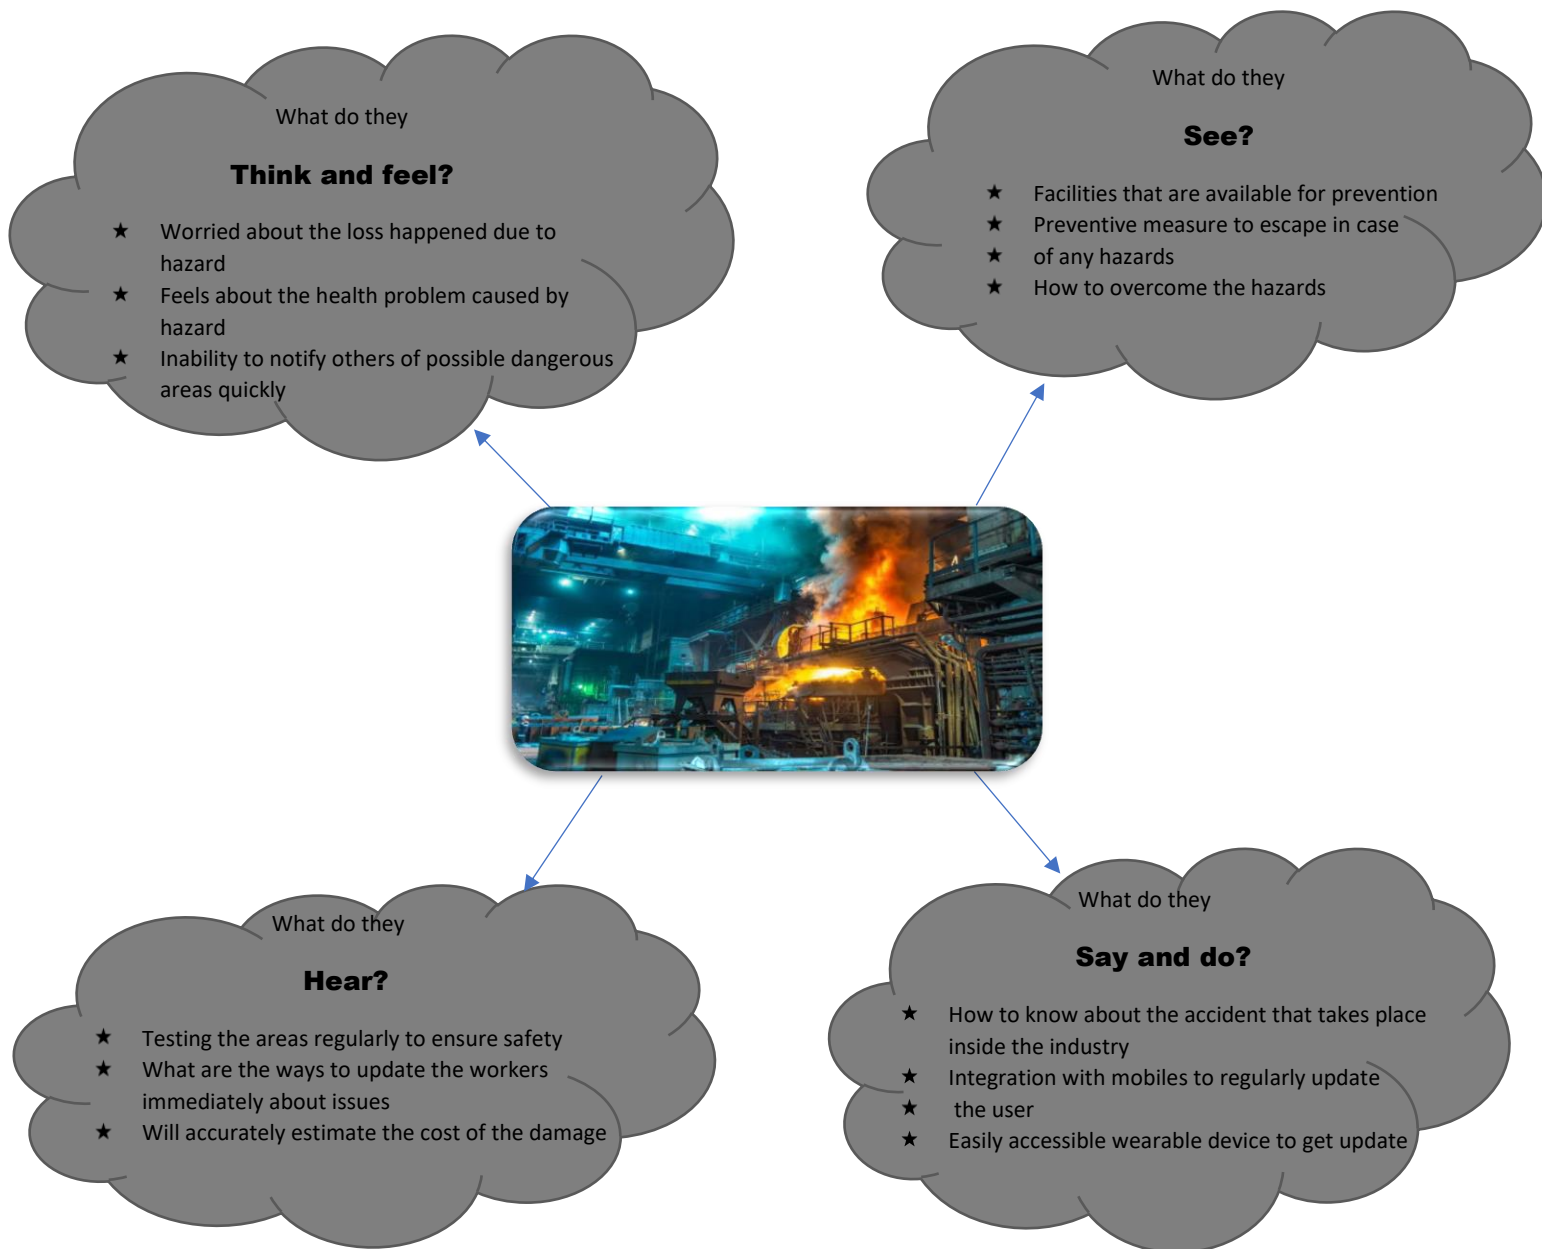 What do they
Think and feel?
★ Worried about the loss happened due to
hazard
★ Feels about the health problem caused by
hazard
★ Inability to notify others of possible dangerous
areas quickly
What do they
See?
★ Facilities that are available for prevention
★ Preventive measure to escape in case
★ of any hazards
★ How to overcome the hazards
What do they
Hear?
★ Testing the areas regularly to ensure safety
★ What are the ways to update the workers
immediately about issues
★ Will accurately estimate the cost of the damage
What do they
Say and do?
★ How to know about the accident that takes place
inside the industry
★ Integration with mobiles to regularly update
★ the user
★ Easily accessible wearable device to get update